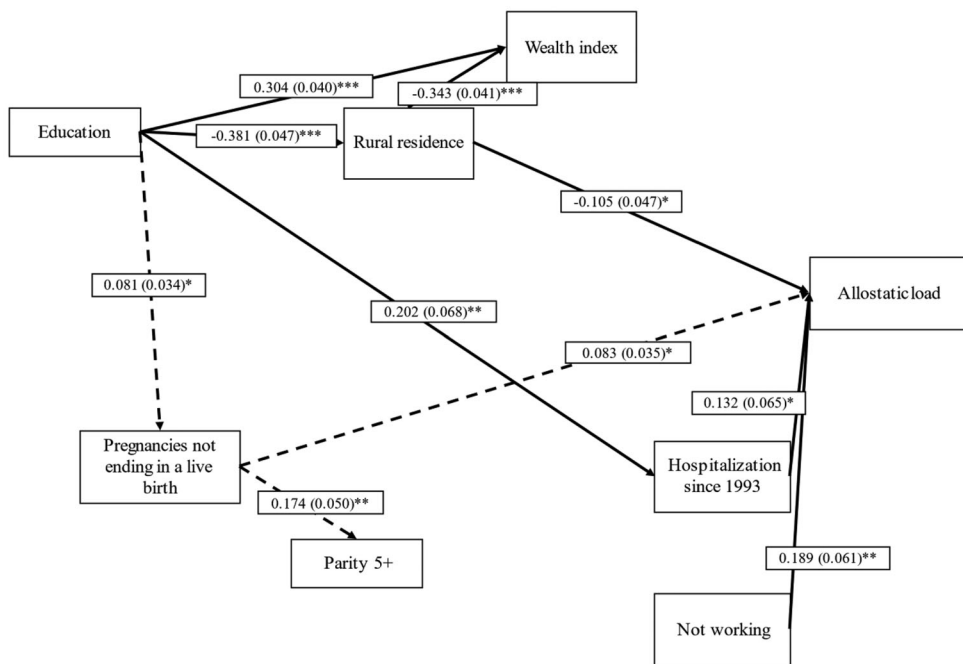 Wealth index
0.304 (0.040)***
-0.343 (0.041)***
Education
-0.381 (0.047)***
Rural residence
-0.105 (0.047)*
0.081 (0.034)*
0.202 (0.068)**
Allostatic load
0.083 (0.035)*
0.132 (0.065)*
Pregnancies not
ending in a live
birth
Hospitalization
since 1993
0.174 (0.050)**
Parity 5+
0.189 (0.061)**
Not working